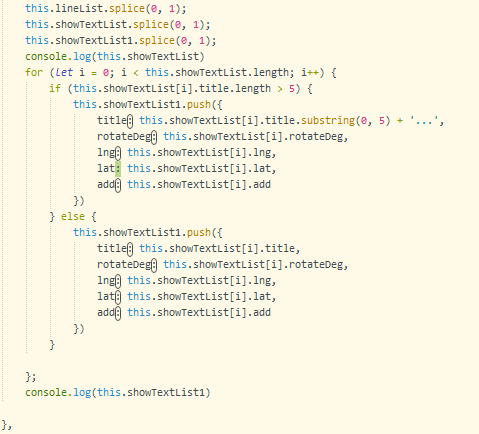 this.lineList.splice(0, 1);
this.showTextList.splice(0, 1);
this.showTextList1.splice(0, 1);
console.log(this.showTextList)
for (let i = 0; i < this.showTextList.length; i++) {
if (this.showTextList[i].title.length > 5) {
this.showTextList1.push({
title: this.showTextList[i].title.substring(0, 5) + '...',
rotateDeg: this.showTextList[i].rotateDeg,
lng: this.showTextList[i].lng,
lat: this.showTextList[i].lat,
add: this.showTextList[i].add
})
} else {
this.showTextList1.push({
title: this.showTextList[i].title,
rotateDeg: this.showTextList[i].rotateDeg,
lng: this.showTextList[i].lng,
lat: this.showTextList[i].lat,
add: this.showTextList[i].add
})
}
};
console.log(this.showTextList1)
},